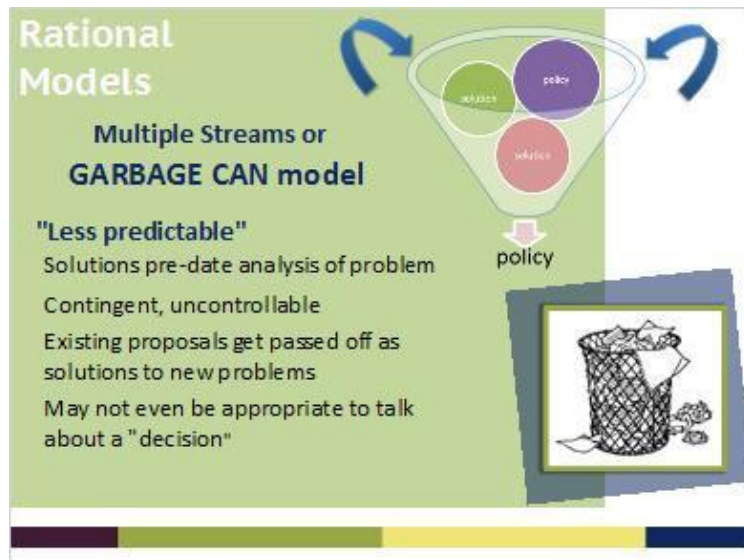 Rational
Models
Multiple Streams or
GARBAGE CAN model
"Less predictable"
Solutions pre-date analysis of problem
Contingent, uncontrollable
Existing proposals get passed off as
solutions to new problems
May not even be appropriate to talk
about a "decision"
policy
solution
solution
policy